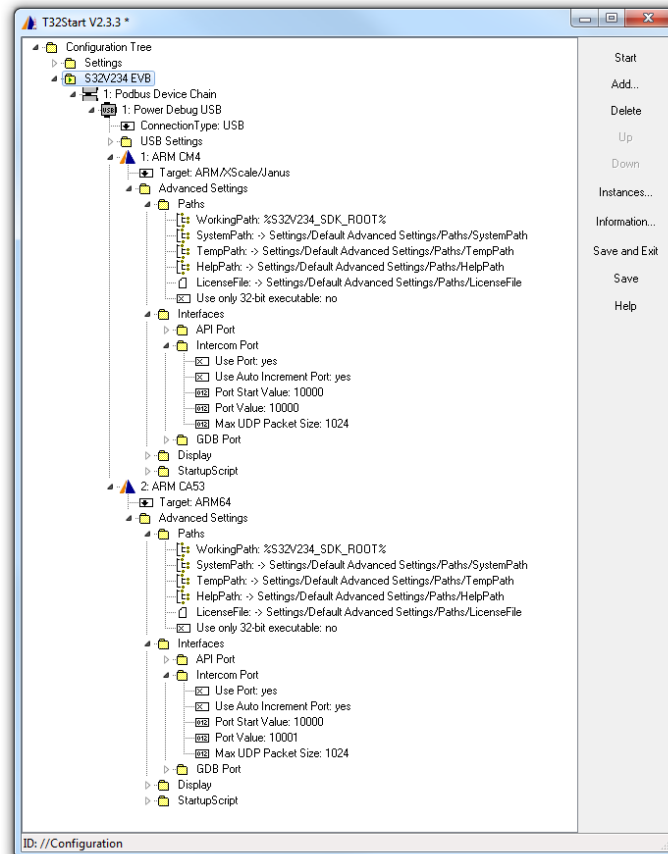 T32Start V2.3.3 *
Configuration Tree
Settings
S32V234 EVB
1: Podbus Device Chain
1: Power Debug USB
ConnectionType: USB
USB Settings
1: ARM CM4
Target: ARM/XScale/Janus
Advanced Settings
Paths
WorkingPath: %S32V234_SDK_ROOT%
SystemPath: -> Settings/Default Advanced Settings/Paths/SystemPath
TempPath: -> Settings/Default Advanced Settings/Paths/TempPath
HelpPath: -> Settings/Default Advanced Settings/Paths/HelpPath
LicenseFile: -> Settings/Default Advanced Settings/Paths/LicenseFile
Use only 32-bit executable: no
Interfaces
API Port
Intercom Port
Use Port: yes
Use Auto Increment Port: yes
Port Start Value: 10000
Port Value: 10000
Max UDP Packet Size: 1024
GDB Port
Display
StartupScript
2: ARM CA53
Target: ARM64
Advanced Settings
Paths
WorkingPath: %S32V234_SDK_ROOT%
SystemPath: -> Settings/Default Advanced Settings/Paths/SystemPath
TempPath: -> Settings/Default Advanced Settings/Paths/TempPath
HelpPath: -> Settings/Default Advanced Settings/Paths/HelpPath
LicenseFile: -> Settings/Default Advanced Settings/Paths/LicenseFile
Use only 32-bit executable: no
Interfaces
API Port
Intercom Port
Use Port: yes
Use Auto Increment Port: yes
Port Start Value: 10000
Port Value: 10001
Max UDP Packet Size: 1024
GDB Port
Display
StartupScript
Start
Add...
Delete
Up
Down
Instances...
Information...
Save and Exit
Save
Help
ID: //Configuration